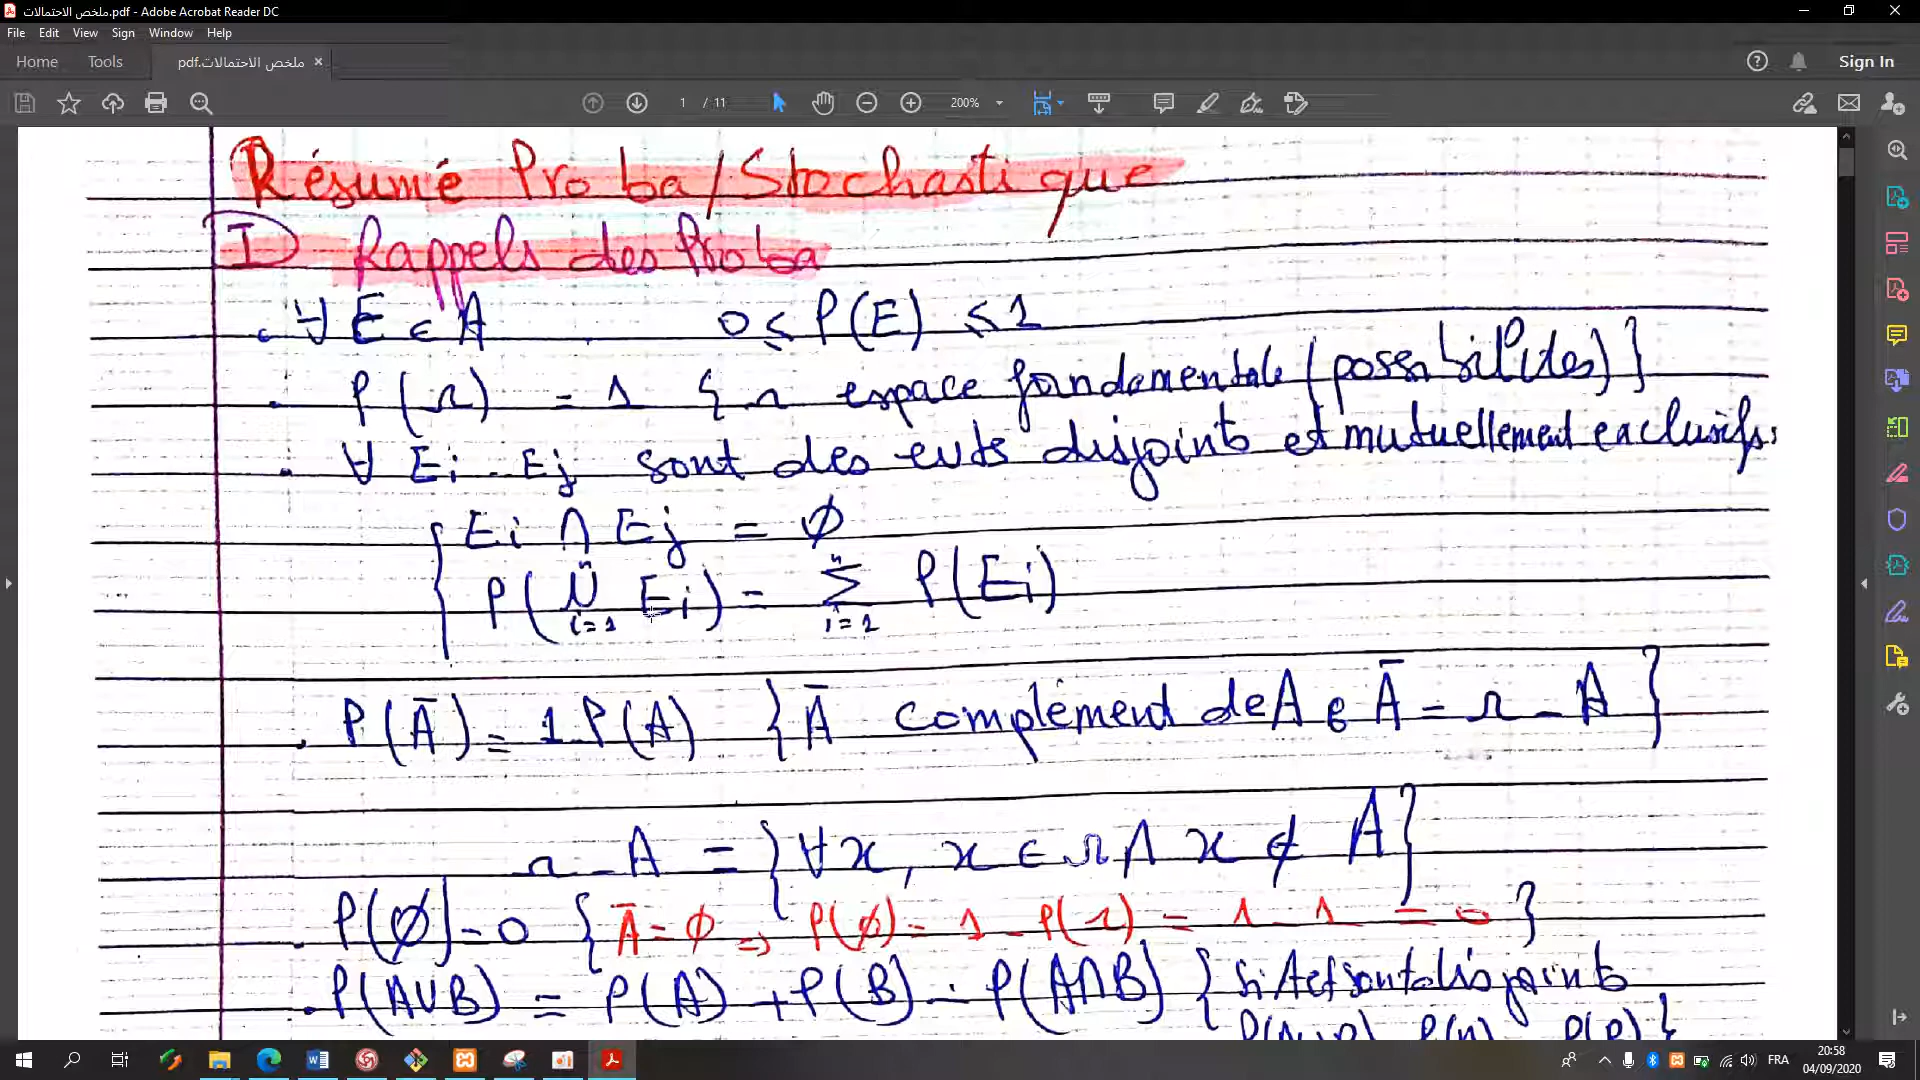 ملخص الاحتمالات.pdf - Adobe Acrobat Reader DC
File Edit View Sign Window Help
Home Tools ملخص الاحتمالات.pdf × Sign In
1 / 11 200%
Résumé Proba/Stochastique
I Rappels des Proba
. ∀ E ∈ A 0 ≤ P(E) ≤ 1
. P(Ω) = 1 { Ω espace fondamentale (possibilités) }
. ∀ Ei .. Ej sont des evts disjoints et mutuellement exclusifs:
{ Ei ∩ Ej = ∅
P(⋃ⁿᵢ₌₁ Ei) = Σⁿᵢ₌₁ P(Ei)
. P(Ā) = 1 - P(A) { Ā complément de A e Ā = Ω - A }
Ω - A = { ∀x, x ∈ Ω ∧ x ∉ A }
. P(∅) = 0 { Ā = ∅ => P(∅) = 1 - P(Ω) = 1 - 1 = 0 }
. P(A∪B) = P(A) + P(B) - P(A∩B) { Si A et sont disjoints
FRA 20:58
04/09/2020